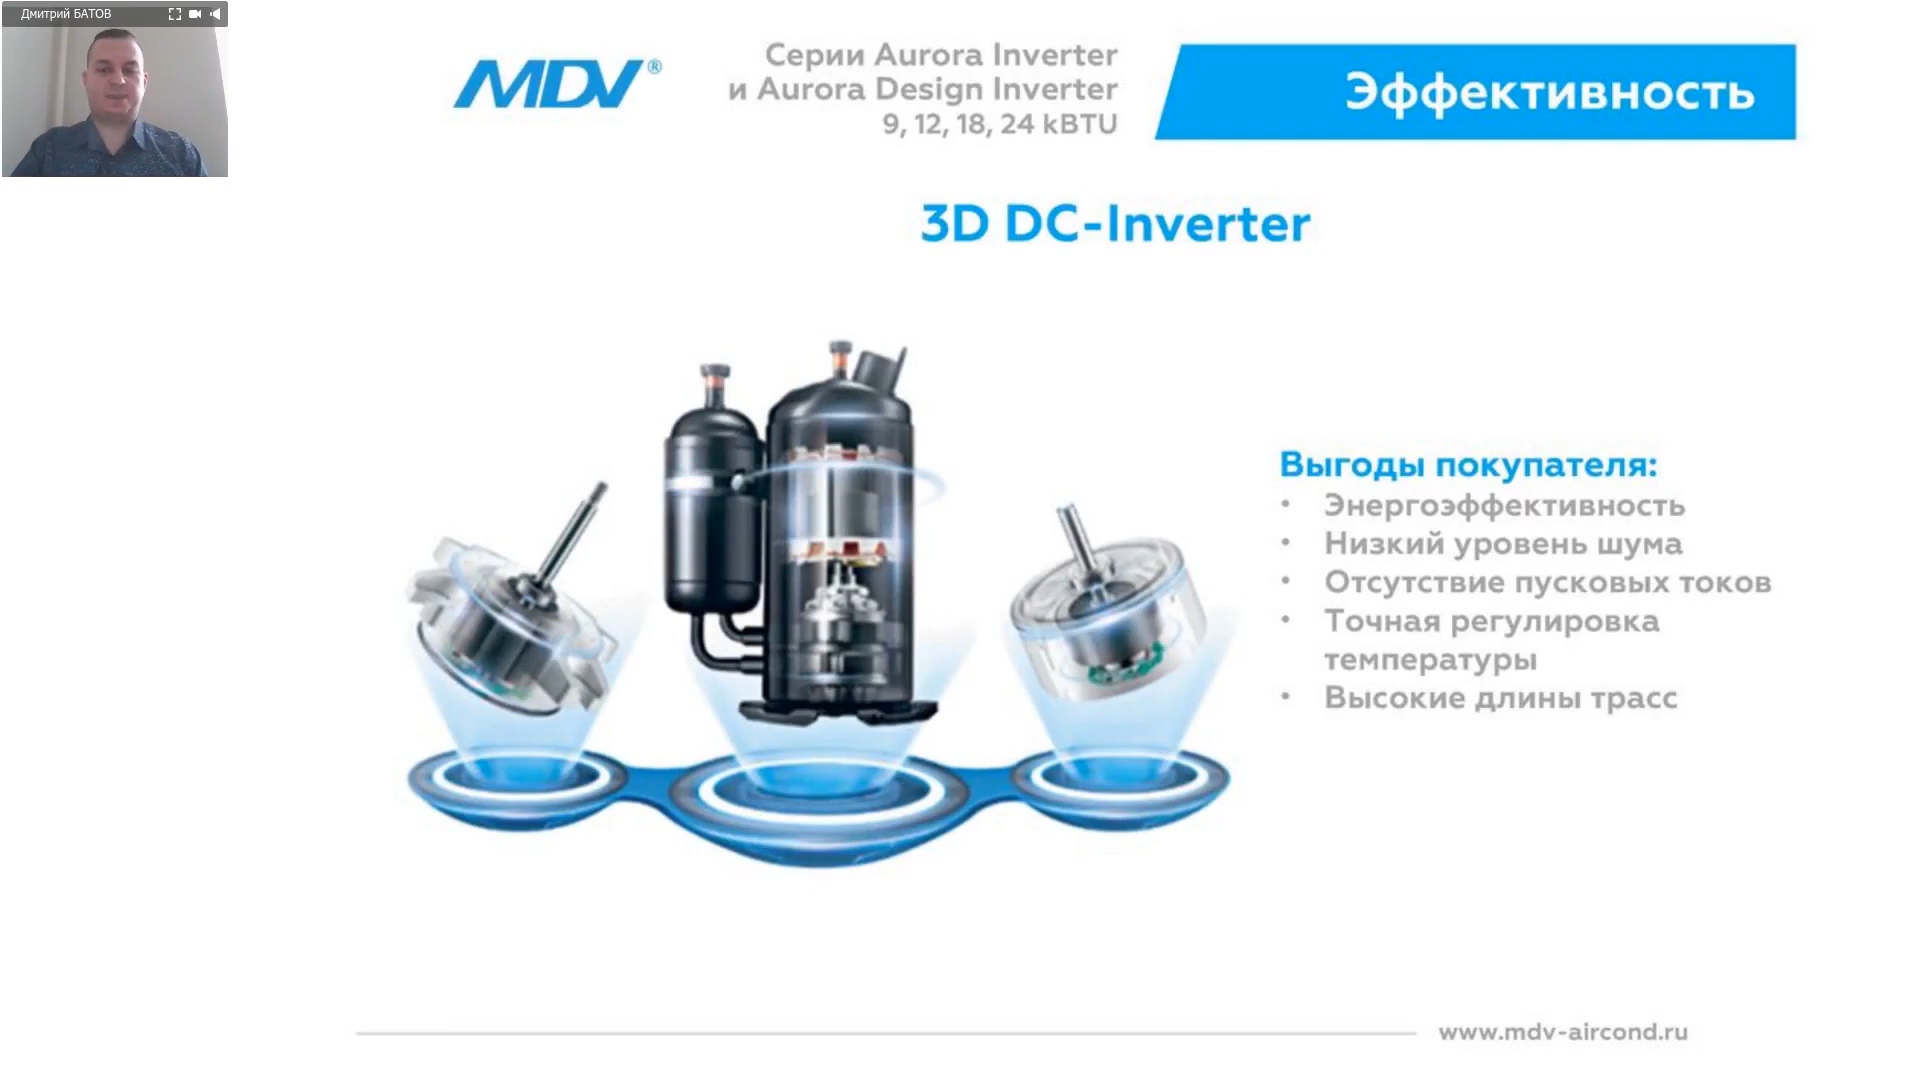 Дмитрий БАТОВ
MDV®
Серии Aurora Inverter
и Aurora Design Inverter
9, 12, 18, 24 kBTU
Эффективность
3D DC-Inverter
Выгоды покупателя:
• Энергоэффективность
• Низкий уровень шума
• Отсутствие пусковых токов
• Точная регулировка
температуры
• Высокие длины трасс
www.mdv-aircond.ru